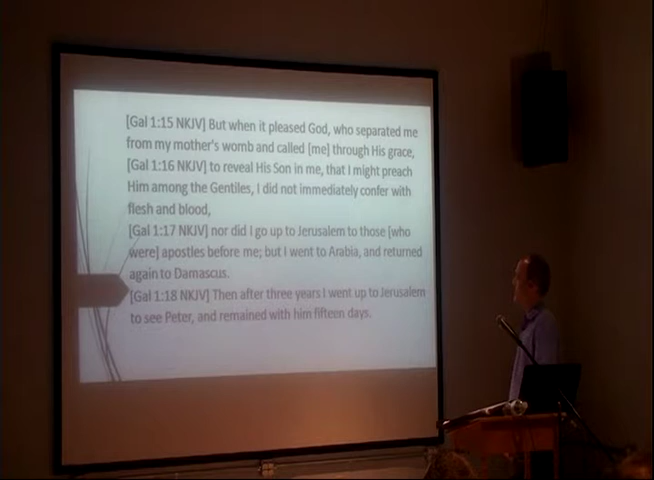 [Gal 1:15 NKJV] But when it pleased God, who separated me
from my mother's womb and called [me] through His grace,
[Gal 1:16 NKJV] to reveal His Son in me, that I might preach
Him among the Gentiles, I did not immediately confer with
flesh and blood,
[Gal 1:17 NKJV] nor did I go up to Jerusalem to those [who
were] apostles before me; but I went to Arabia, and returned
again to Damascus.
[Gal 1:18 NKJV] Then after three years I went up to Jerusalem
to see Peter, and remained with him fifteen days.